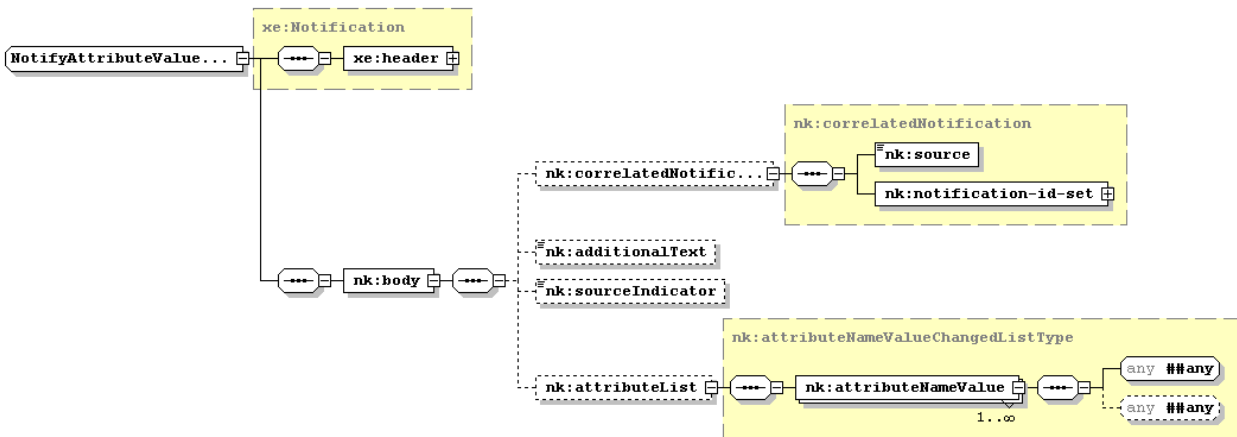 xe:Notification
NotifyAttributeValue...
xe:header
nk:correlatedNotification
nk:source
nk:correlatedNotific...
nk:notification-id-set
nk:additionalText
nk:body
nk:sourceIndicator
nk:attributeNameValueChangedListType
any ##any
nk:attributeList
nk:attributeNameValue
any ##any
1..∞